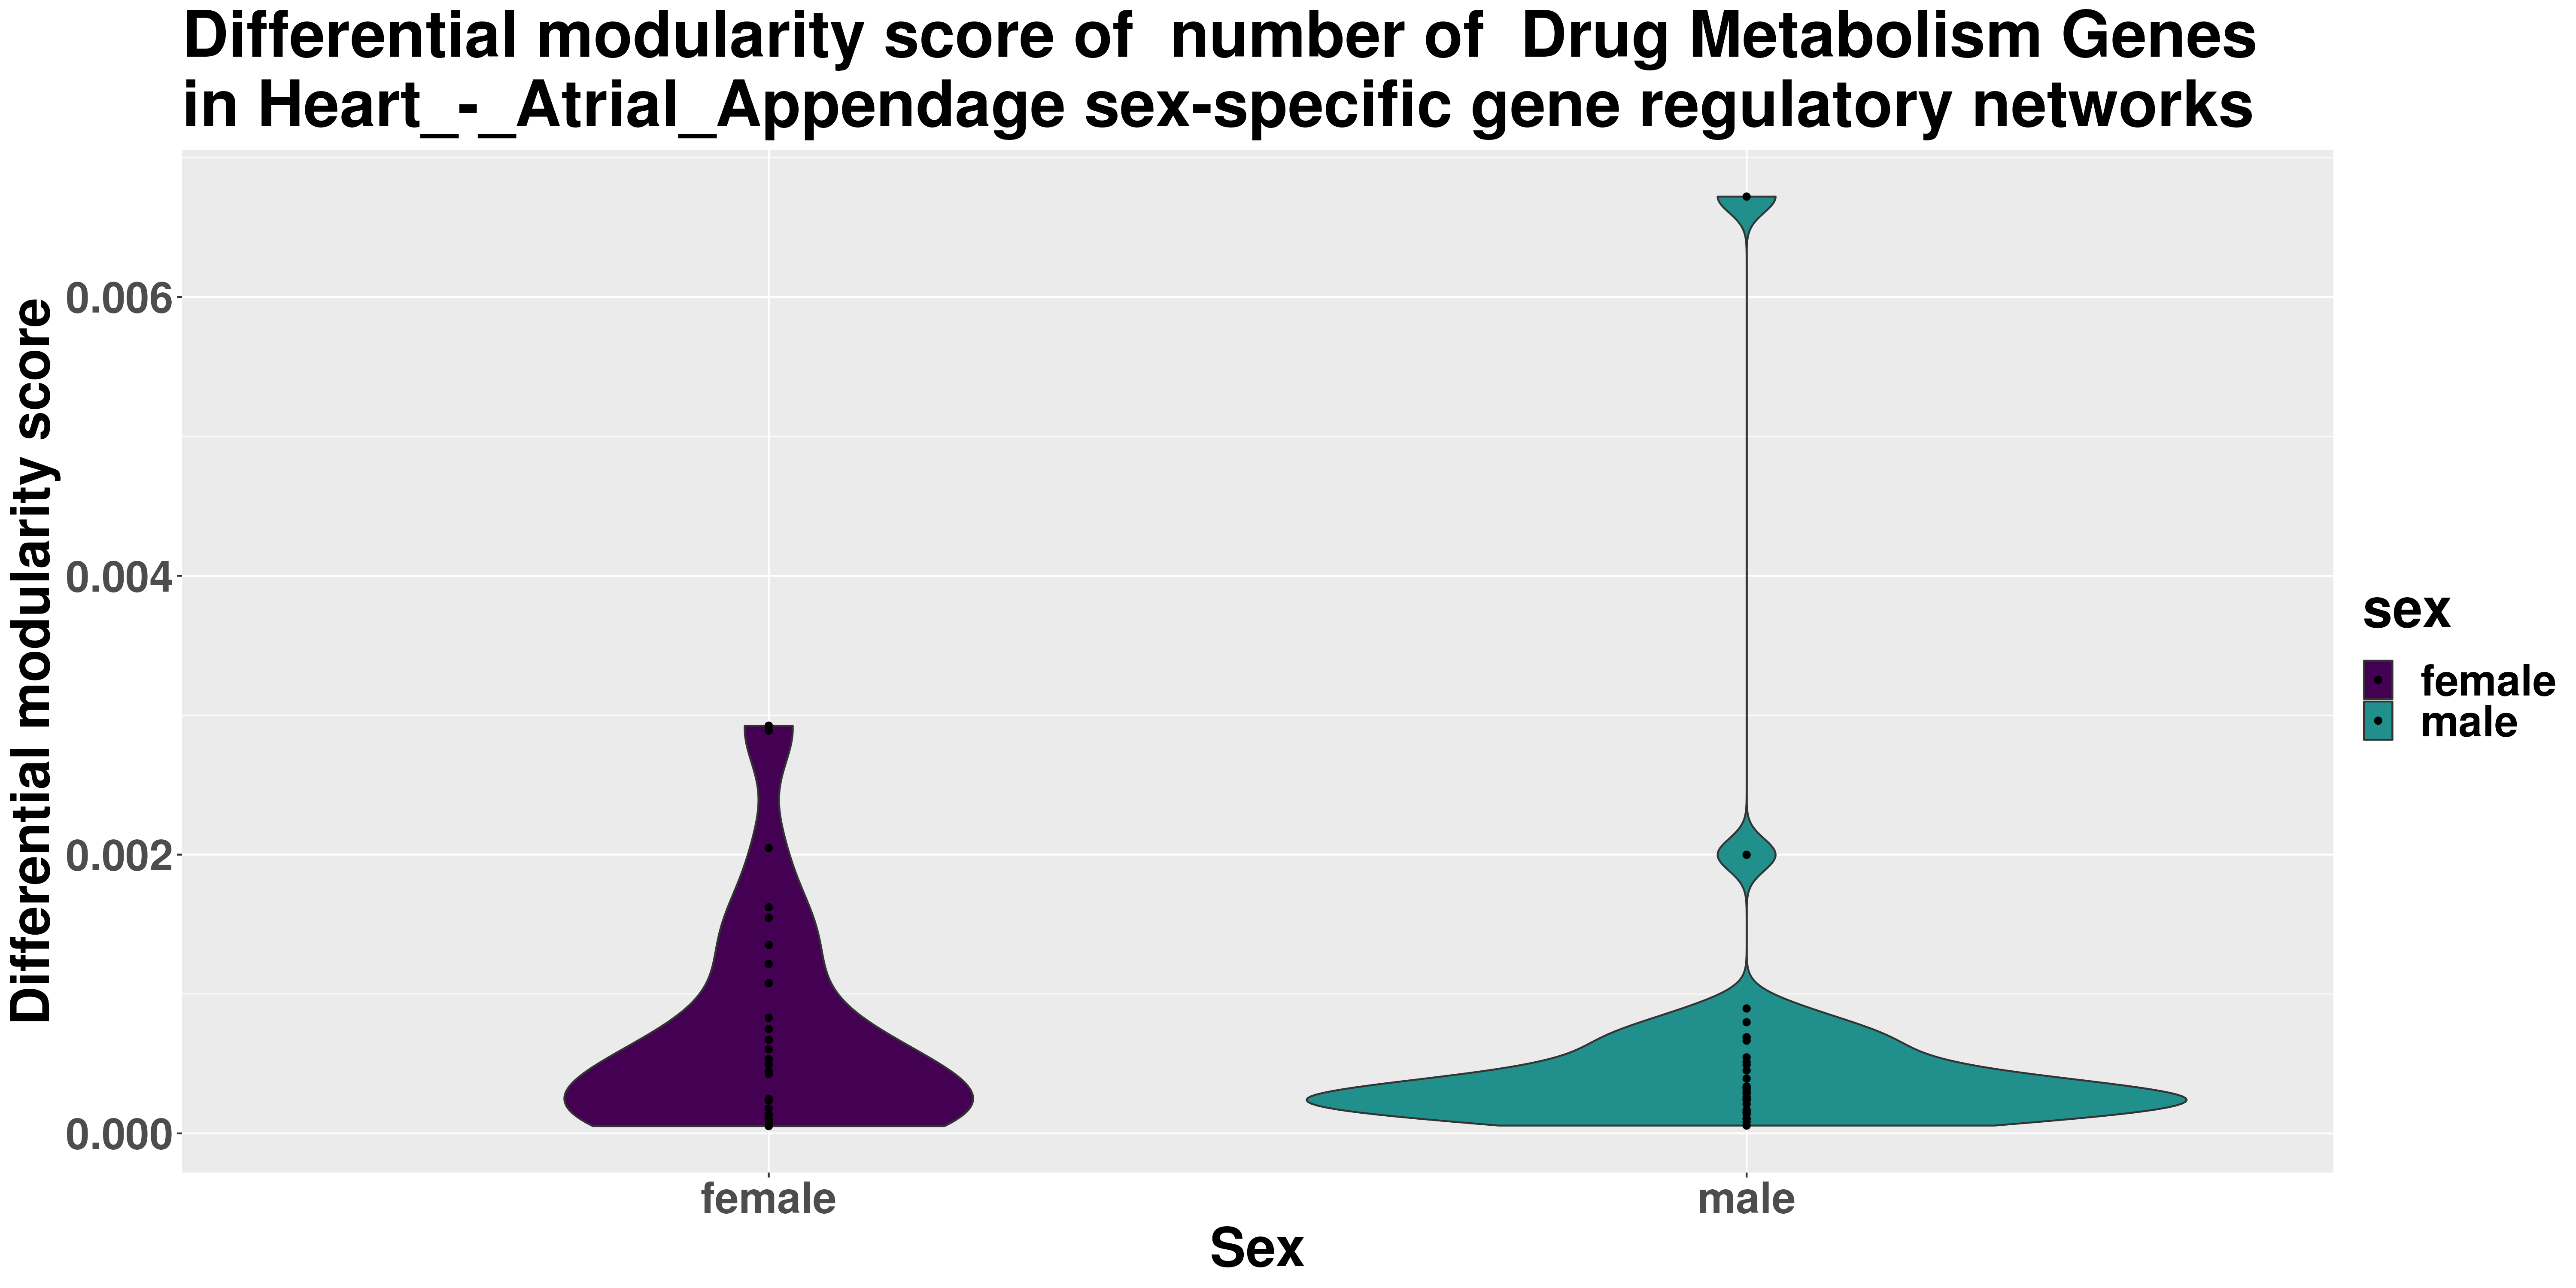 Differential modularity score of  number of  Drug Metabolism Genes
in Heart_-_Atrial_Appendage sex-specific gene regulatory networks
Differential modularity score
0.006
0.004
0.002
0.000
female
male
Sex
sex
female
male